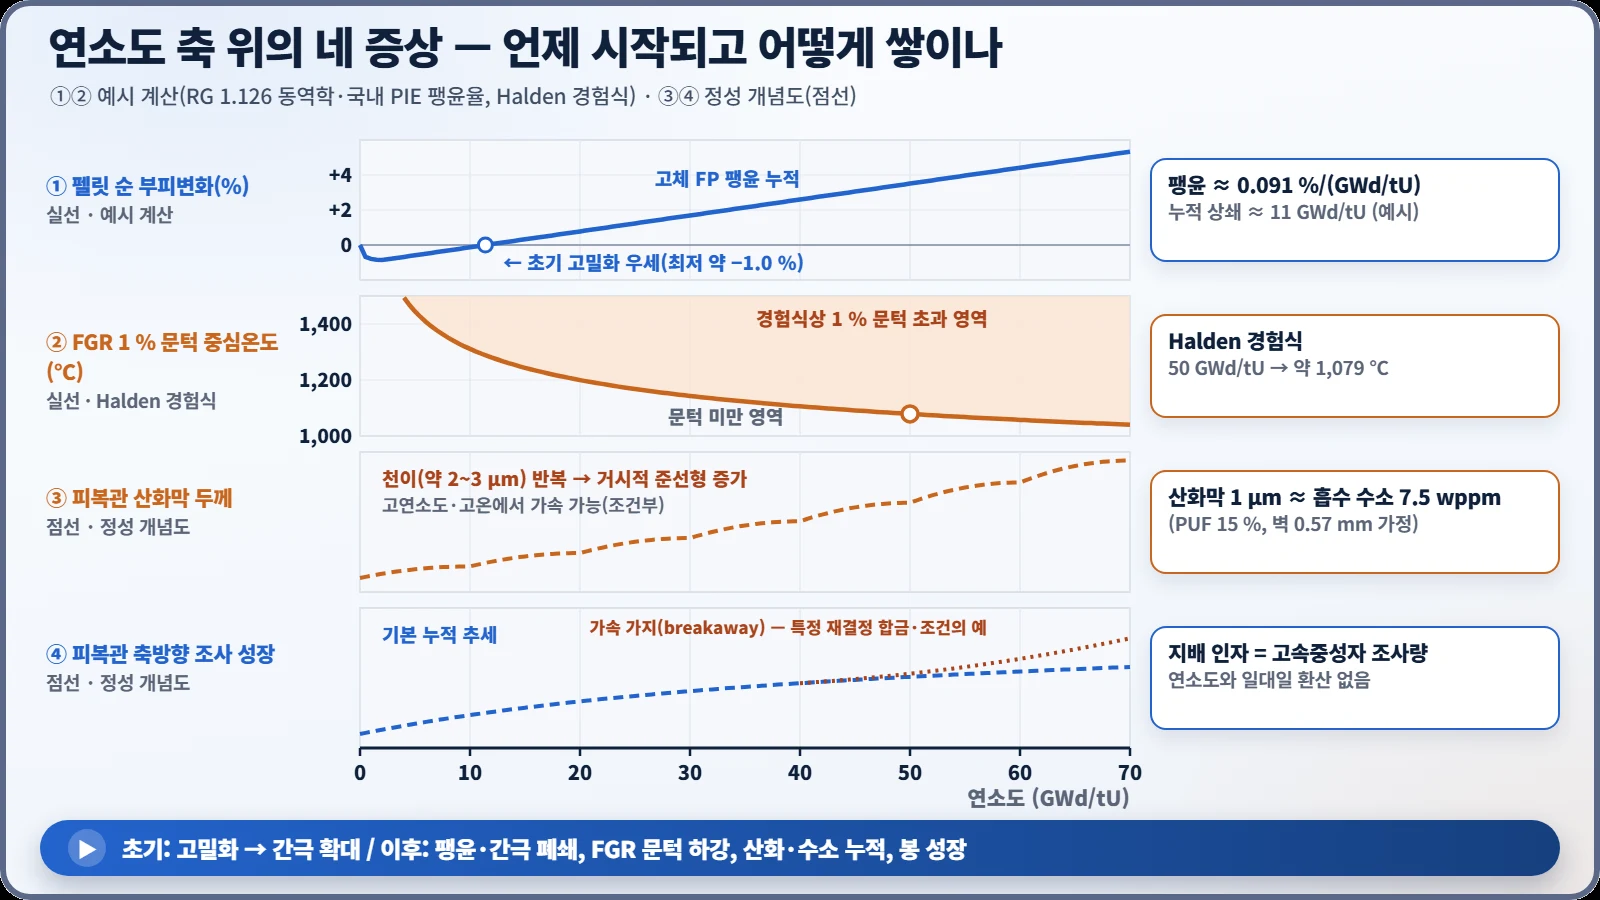 연소도 축 위의 네 증상 — 언제 시작되고 어떻게 쌓이나
①② 예시 계산(RG 1.126 동역학·국내 PIE 팽윤율, Halden 경험식) · ③④ 정성 개념도(점선)
① 펠릿 순 부피변화(%)
실선 · 예시 계산
+4
+2
0
고체 FP 팽윤 누적
← 초기 고밀화 우세(최저 약 −1.0 %)
팽윤 ≈ 0.091 %/(GWd/tU)
누적 상쇄 ≈ 11 GWd/tU (예시)
② FGR 1 % 문턱 중심온도
(°C)
실선 · Halden 경험식
1,400
1,200
1,000
경험식상 1 % 문턱 초과 영역
문턱 미만 영역
Halden 경험식
50 GWd/tU → 약 1,079 °C
③ 피복관 산화막 두께
점선 · 정성 개념도
천이(약 2~3 μm) 반복 → 거시적 준선형 증가
고연소도·고온에서 가속 가능(조건부)
산화막 1 μm ≈ 흡수 수소 7.5 wppm
(PUF 15 %, 벽 0.57 mm 가정)
④ 피복관 축방향 조사 성장
점선 · 정성 개념도
기본 누적 추세
가속 가지(breakaway) — 특정 재결정 합금·조건의 예
지배 인자 = 고속중성자 조사량
연소도와 일대일 환산 없음
0 10 20 30 40 50 60 70
연소도 (GWd/tU)
초기: 고밀화 → 간극 확대 / 이후: 팽윤·간극 폐쇄, FGR 문턱 하강, 산화·수소 누적, 봉 성장